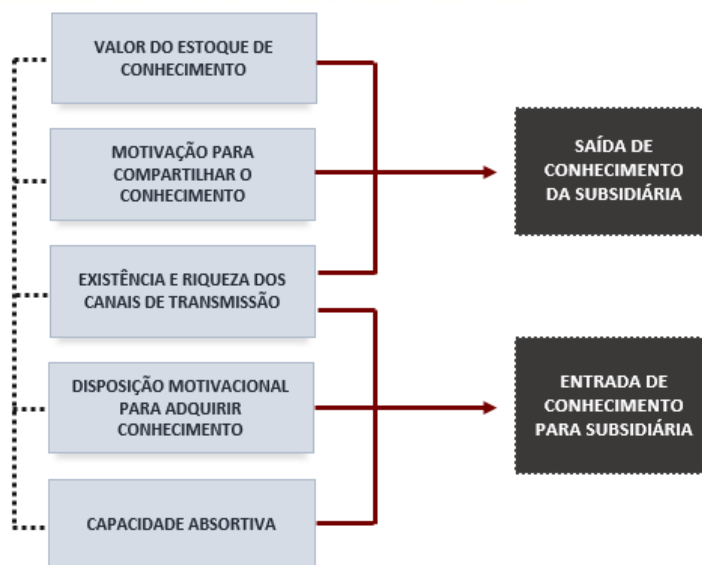 VALOR DO ESTOQUE DE
CONHECIMENTO
MOTIVAÇÃO PARA
COMPARTILHAR O
CONHECIMENTO
EXISTÊNCIA E RIQUEZA DOS
CANAIS DE TRANSMISSÃO
DISPOSIÇÃO MOTIVACIONAL
PARA ADQUIRIR
CONHECIMENTO
CAPACIDADE ABSORTIVA
SAÍDA DE
CONHECIMENTO
DA SUBSIDIÁRIA
ENTRADA DE
CONHECIMENTO
PARA SUBSIDIÁRIA